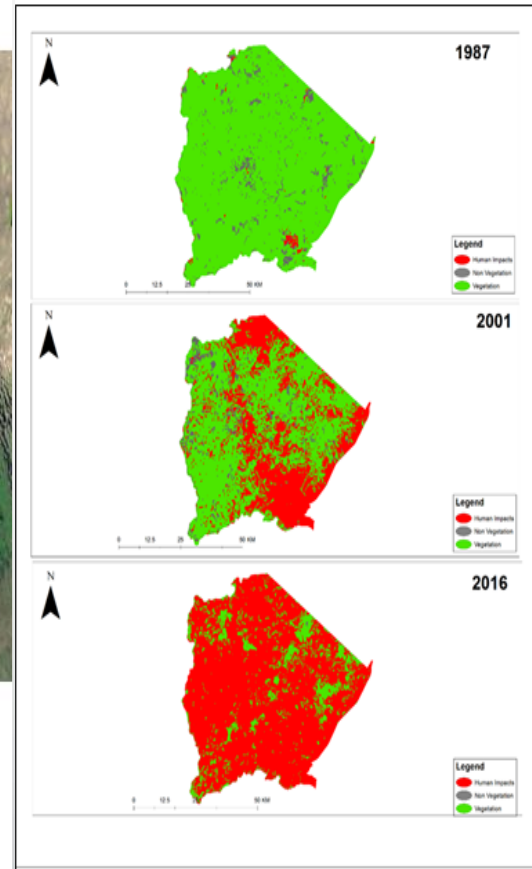 N
1987
Legend
Human Impacts
Non Vegetation
Vegetation
0 12.5 25 50 KM
N
2001
Legend
Human Impacts
Non Vegetation
Vegetation
0 12.5 25 50 KM
N
2016
Legend
Human Impacts
Non Vegetation
Vegetation
0 12.5 25 50 KM